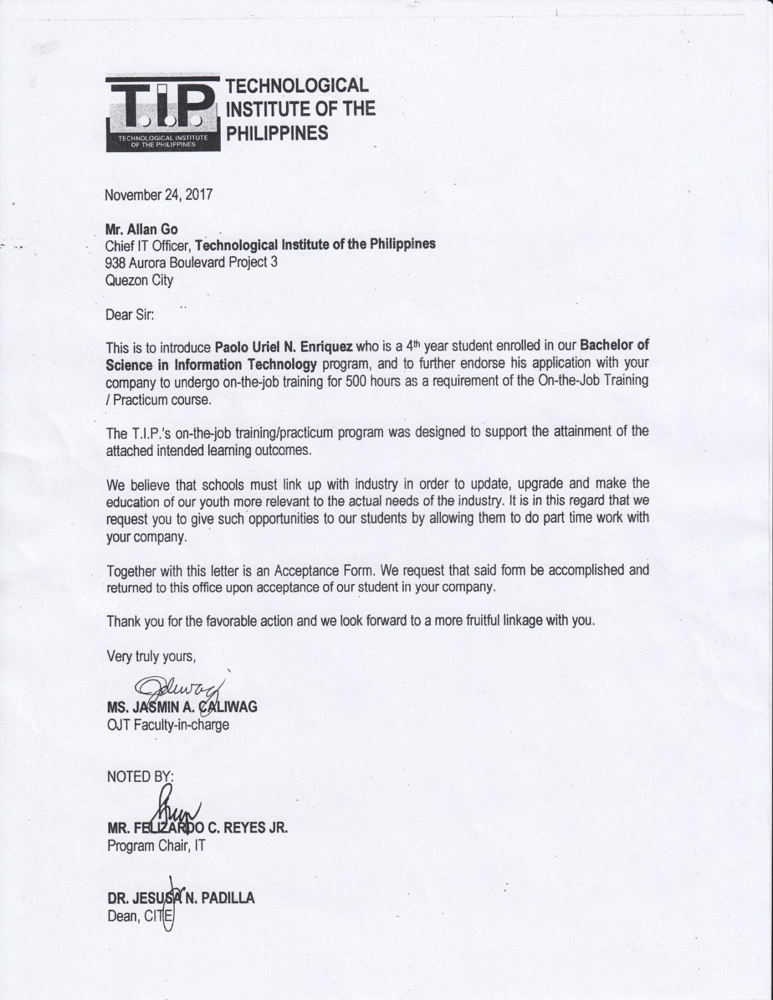 T.I.P.
TECHNOLOGICAL INSTITUTE
OF THE PHILIPPINES
TECHNOLOGICAL
INSTITUTE OF THE
PHILIPPINES
November 24, 2017
Mr. Allan Go
Chief IT Officer, Technological Institute of the Philippines
938 Aurora Boulevard Project 3
Quezon City
Dear Sir:
This is to introduce Paolo Uriel N. Enriquez who is a 4th year student enrolled in our Bachelor of
Science in Information Technology program, and to further endorse his application with your
company to undergo on-the-job training for 500 hours as a requirement of the On-the-Job Training
/ Practicum course.
The T.I.P.'s on-the-job training/practicum program was designed to support the attainment of the
attached intended learning outcomes.
We believe that schools must link up with industry in order to update, upgrade and make the
education of our youth more relevant to the actual needs of the industry. It is in this regard that we
request you to give such opportunities to our students by allowing them to do part time work with
your company.
Together with this letter is an Acceptance Form. We request that said form be accomplished and
returned to this office upon acceptance of our student in your company.
Thank you for the favorable action and we look forward to a more fruitful linkage with you.
Very truly yours,
MS. JASMIN A. CALIWAG
OJT Faculty-in-charge
NOTED BY:
MR. FELIZARDO C. REYES JR.
Program Chair, IT
DR. JESUSA N. PADILLA
Dean, CITE